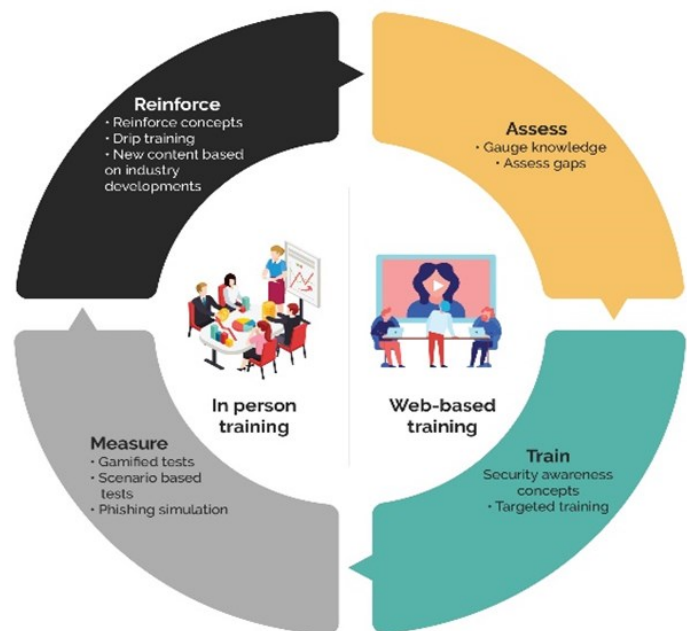 Reinforce
• Reinforce concepts
• Drip training
• New content based
on industry
developments
Assess
• Gauge knowledge
• Assess gaps
In person
training
Web-based
training
Measure
• Gamified tests
• Scenario based
tests
• Phishing simulation
Train
Security awareness
concepts
• Targeted training